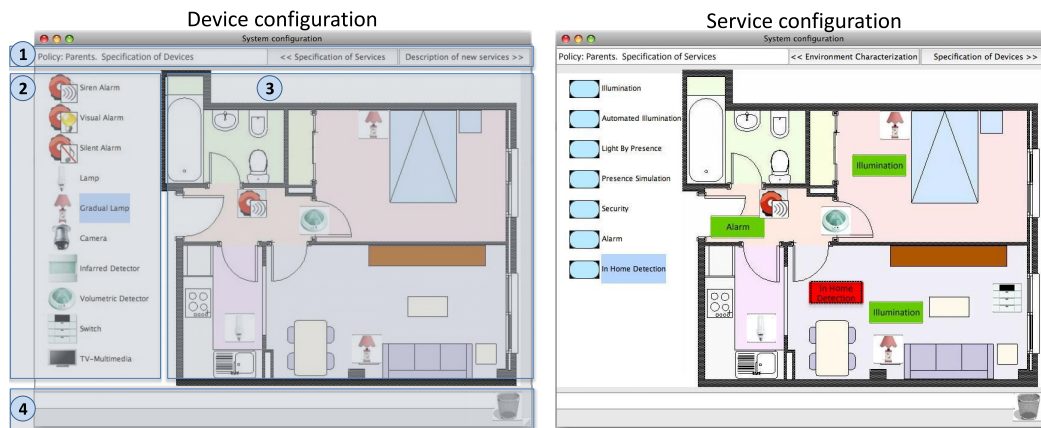 Device configuration
System configuration
1
Policy: Parents. Specification of Devices
<< Specification of Services
Description of new services >>
2
3
Siren Alarm
Visual Alarm
Silent Alarm
Lamp
Gradual Lamp
Camera
Infarred Detector
Volumetric Detector
Switch
TV-Multimedia
4
Service configuration
System configuration
Policy: Parents. Specification of Services
<< Environment Characterization
Specification of Devices >>
Illumination
Automated Illumination
Light By Presence
Presence Simulation
Security
Alarm
In Home Detection
Illumination
Alarm
In Home
Detection
Illumination